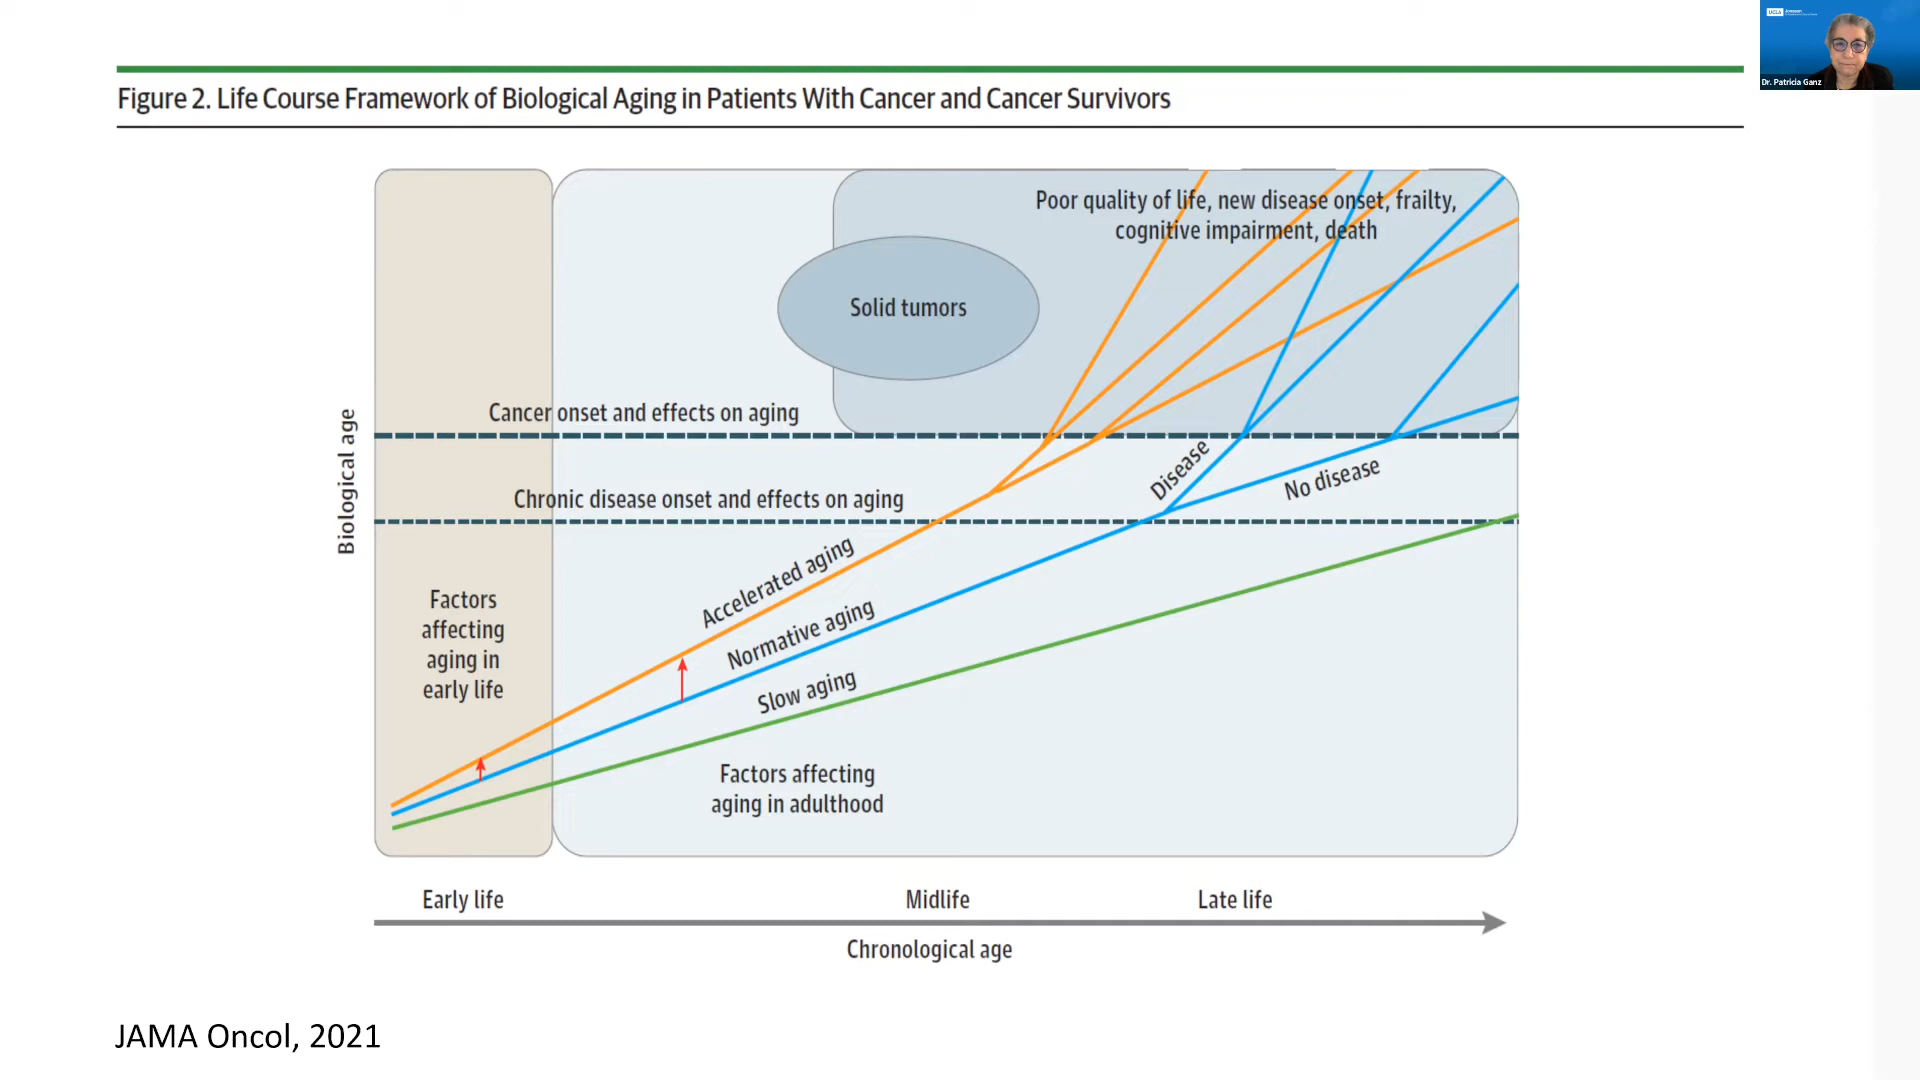 Figure 2. Life Course Framework of Biological Aging in Patients With Cancer and Cancer Survivors
UCLA
Dr. Patricia Ganz
Poor quality of life, new disease onset, frailty,
cognitive impairment, death
Solid tumors
Cancer onset and effects on aging
Chronic disease onset and effects on aging
Disease
No disease
Biological age
Accelerated aging
Normative aging
Slow aging
Factors
affecting
aging in
early life
Factors affecting
aging in adulthood
Early life
Midlife
Late life
Chronological age
JAMA Oncol, 2021